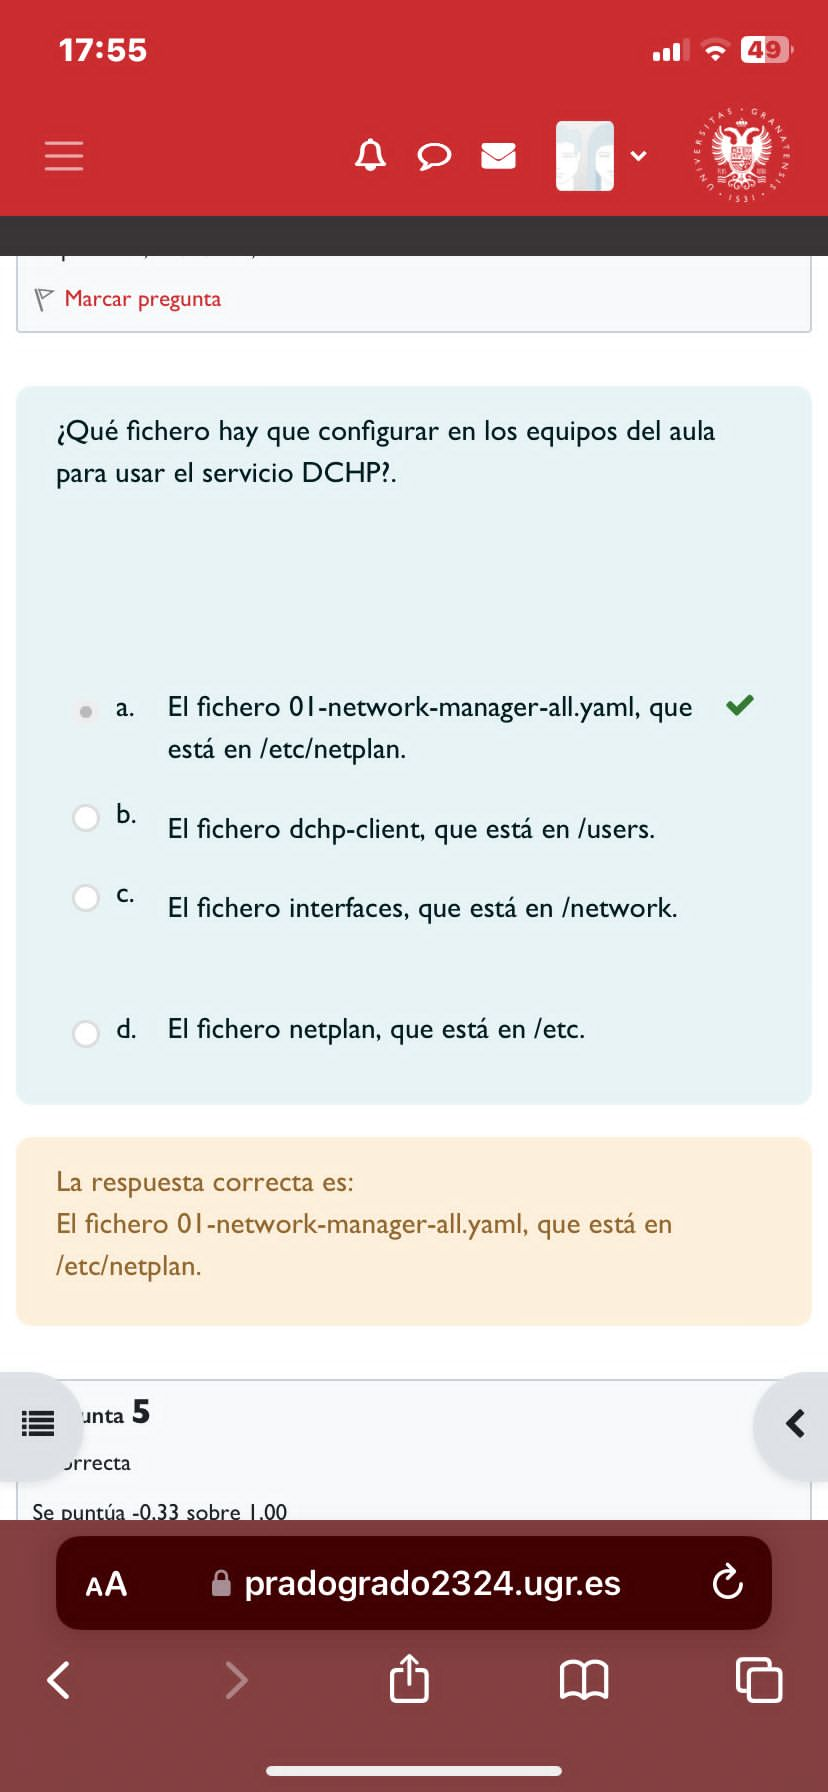 17:55
49
UNIVERSITAS · GRANATENSIS · 1531 ·
Marcar pregunta
¿Qué fichero hay que configurar en los equipos del aula
para usar el servicio DCHP?.
a. El fichero 01-network-manager-all.yaml, que
está en /etc/netplan.
b. El fichero dchp-client, que está en /users.
c. El fichero interfaces, que está en /network.
d. El fichero netplan, que está en /etc.
La respuesta correcta es:
El fichero 01-network-manager-all.yaml, que está en
/etc/netplan.
unta 5
orrecta
Se puntúa -0,33 sobre 1,00
AA pradogrado2324.ugr.es